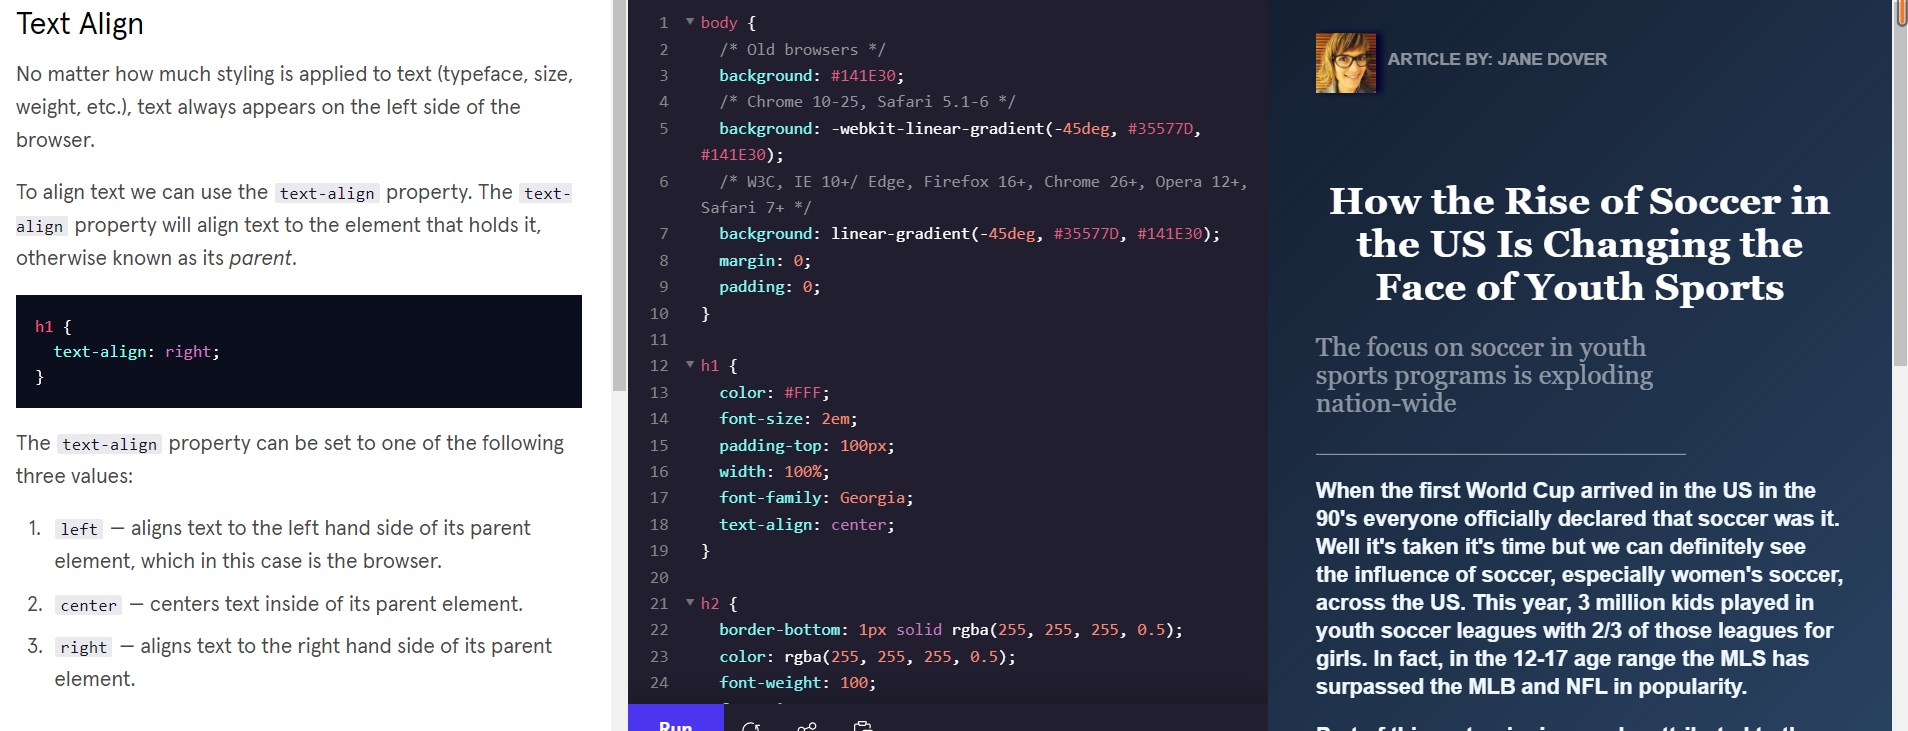 Text Align
No matter how much styling is applied to text (typeface, size,
weight, etc.), text always appears on the left side of the
browser.
To align text we can use the text-align property. The text-
align property will align text to the element that holds it,
otherwise known as its parent.
h1 {
  text-align: right;
}
The text-align property can be set to one of the following
three values:
1. left — aligns text to the left hand side of its parent
element, which in this case is the browser.
2. center — centers text inside of its parent element.
3. right — aligns text to the right hand side of its parent
element.
1 body {
2   /* Old browsers */
3   background: #141E30;
4   /* Chrome 10-25, Safari 5.1-6 */
5   background: -webkit-linear-gradient(-45deg, #35577D,
#141E30);
6   /* W3C, IE 10+/ Edge, Firefox 16+, Chrome 26+, Opera 12+,
Safari 7+ */
7   background: linear-gradient(-45deg, #35577D, #141E30);
8   margin: 0;
9   padding: 0;
10 }
11
12 h1 {
13   color: #FFF;
14   font-size: 2em;
15   padding-top: 100px;
16   width: 100%;
17   font-family: Georgia;
18   text-align: center;
19 }
20
21 h2 {
22   border-bottom: 1px solid rgba(255, 255, 255, 0.5);
23   color: rgba(255, 255, 255, 0.5);
24   font-weight: 100;
Run
ARTICLE BY: JANE DOVER
How the Rise of Soccer in
the US Is Changing the
Face of Youth Sports
The focus on soccer in youth
sports programs is exploding
nation-wide
When the first World Cup arrived in the US in the
90's everyone officially declared that soccer was it.
Well it's taken it's time but we can definitely see
the influence of soccer, especially women's soccer,
across the US. This year, 3 million kids played in
youth soccer leagues with 2/3 of those leagues for
girls. In fact, in the 12-17 age range the MLS has
surpassed the MLB and NFL in popularity.